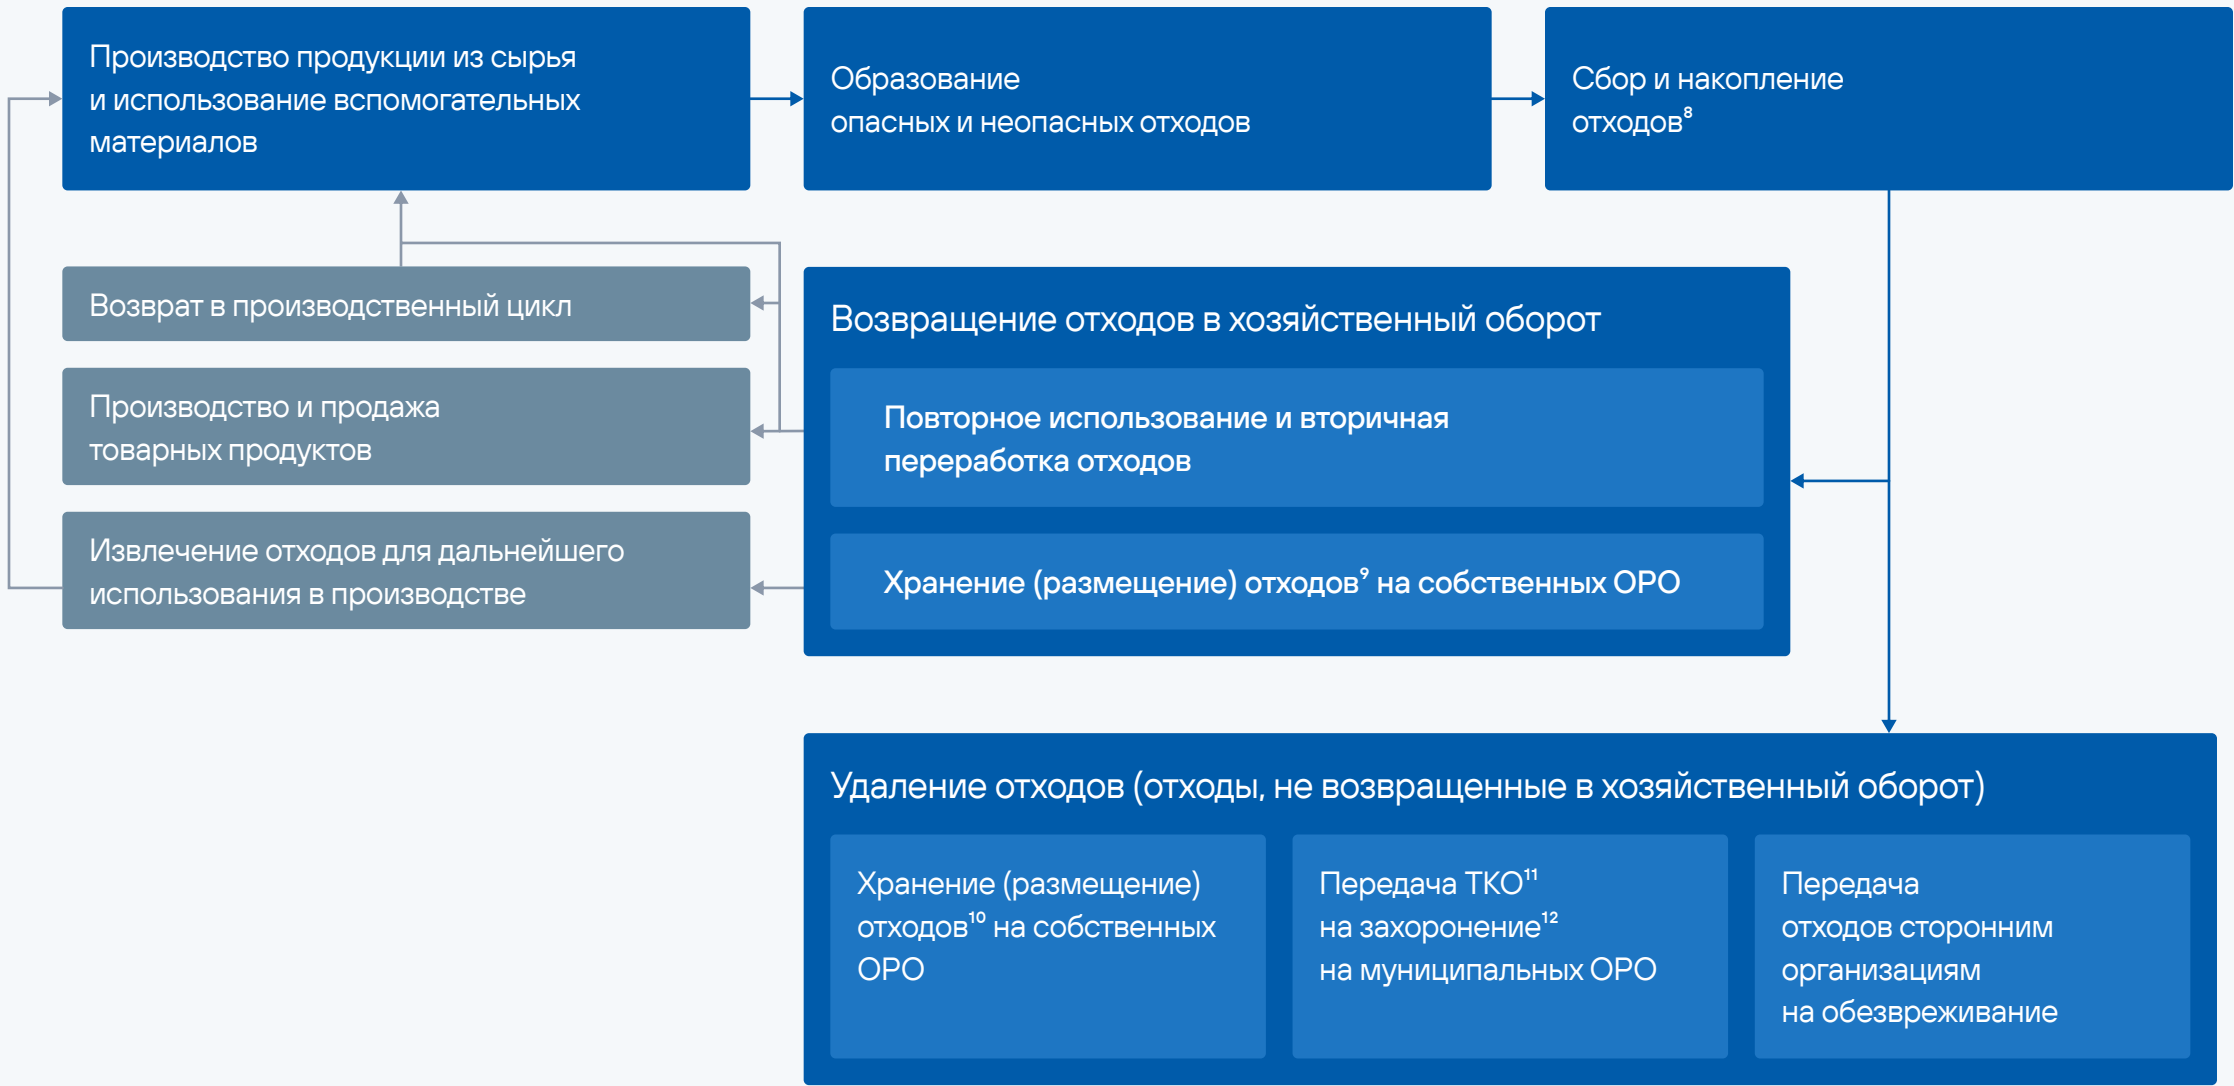 Производство продукции из сырья
и использование вспомогательных
материалов
Образование
опасных и неопасных отходов
Сбор и накопление
отходов⁸
Возврат в производственный цикл
Производство и продажа
товарных продуктов
Извлечение отходов для дальнейшего
использования в производстве
Возвращение отходов в хозяйственный оборот
Повторное использование и вторичная
переработка отходов
Хранение (размещение) отходов⁹ на собственных ОРО
Удаление отходов (отходы, не возвращенные в хозяйственный оборот)
Хранение (размещение)
отходов¹⁰ на собственных
ОРО
Передача ТКО¹¹
на захоронение¹²
на муниципальных ОРО
Передача
отходов сторонним
организациям
на обезвреживание